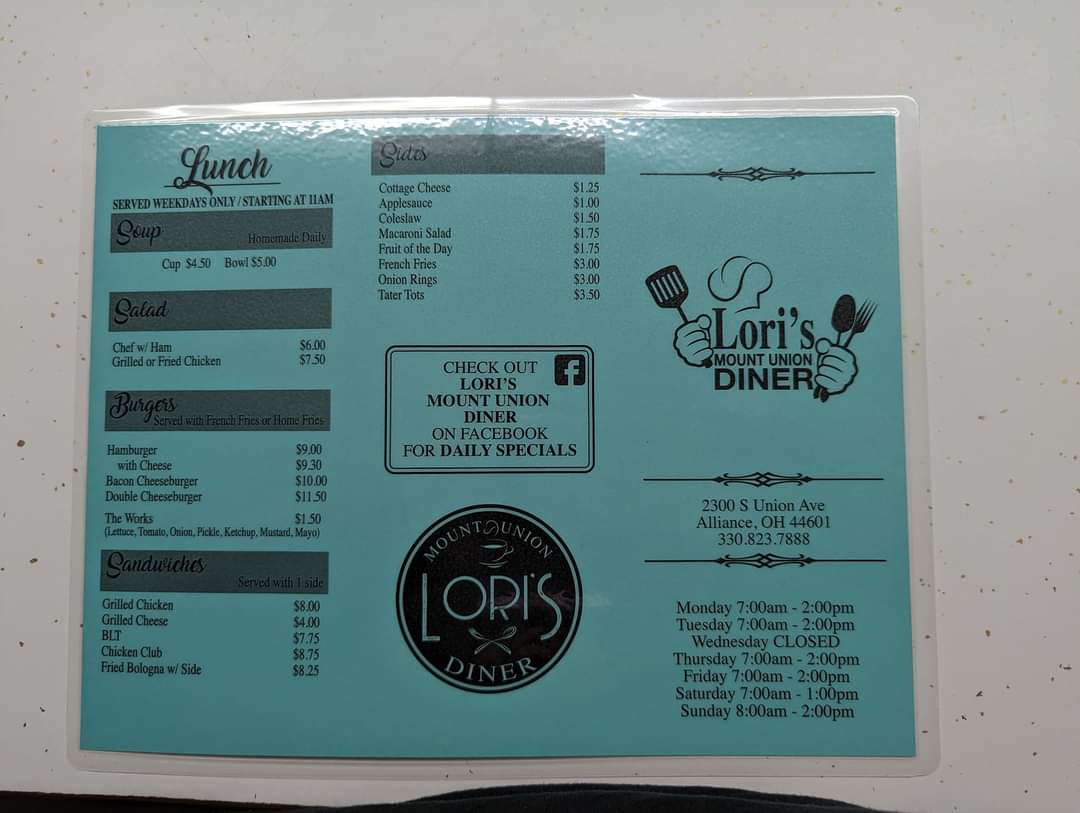 Lunch
SERVED WEEKDAYS ONLY / STARTING AT 11AM
Soup
Homemade Daily
Cup $4.50 Bowl $5.00
Salad
Chef w/ Ham $6.00
Grilled or Fried Chicken $7.50
Burgers
Served with French Fries or Home Fries
Hamburger $9.00
with Cheese $9.30
Bacon Cheeseburger $10.00
Double Cheeseburger $11.50
The Works $1.50
(Lettuce, Tomato, Onion, Pickle, Ketchup, Mustard, Mayo)
Sandwiches
Served with 1 side
Grilled Chicken $8.00
Grilled Cheese $4.00
BLT $7.75
Chicken Club $8.75
Fried Bologna w/ Side $8.25
Sides
Cottage Cheese $1.25
Applesauce $1.00
Coleslaw $1.50
Macaroni Salad $1.75
Fruit of the Day $1.75
French Fries $3.00
Onion Rings $3.00
Tater Tots $3.50
CHECK OUT
LORI'S
MOUNT UNION
DINER
ON FACEBOOK
FOR DAILY SPECIALS
f
MOUNT UNION
LORI'S
DINER
Lori's
MOUNT UNION
DINER
2300 S Union Ave
Alliance, OH 44601
330.823.7888
Monday 7:00am - 2:00pm
Tuesday 7:00am - 2:00pm
Wednesday CLOSED
Thursday 7:00am - 2:00pm
Friday 7:00am - 2:00pm
Saturday 7:00am - 1:00pm
Sunday 8:00am - 2:00pm